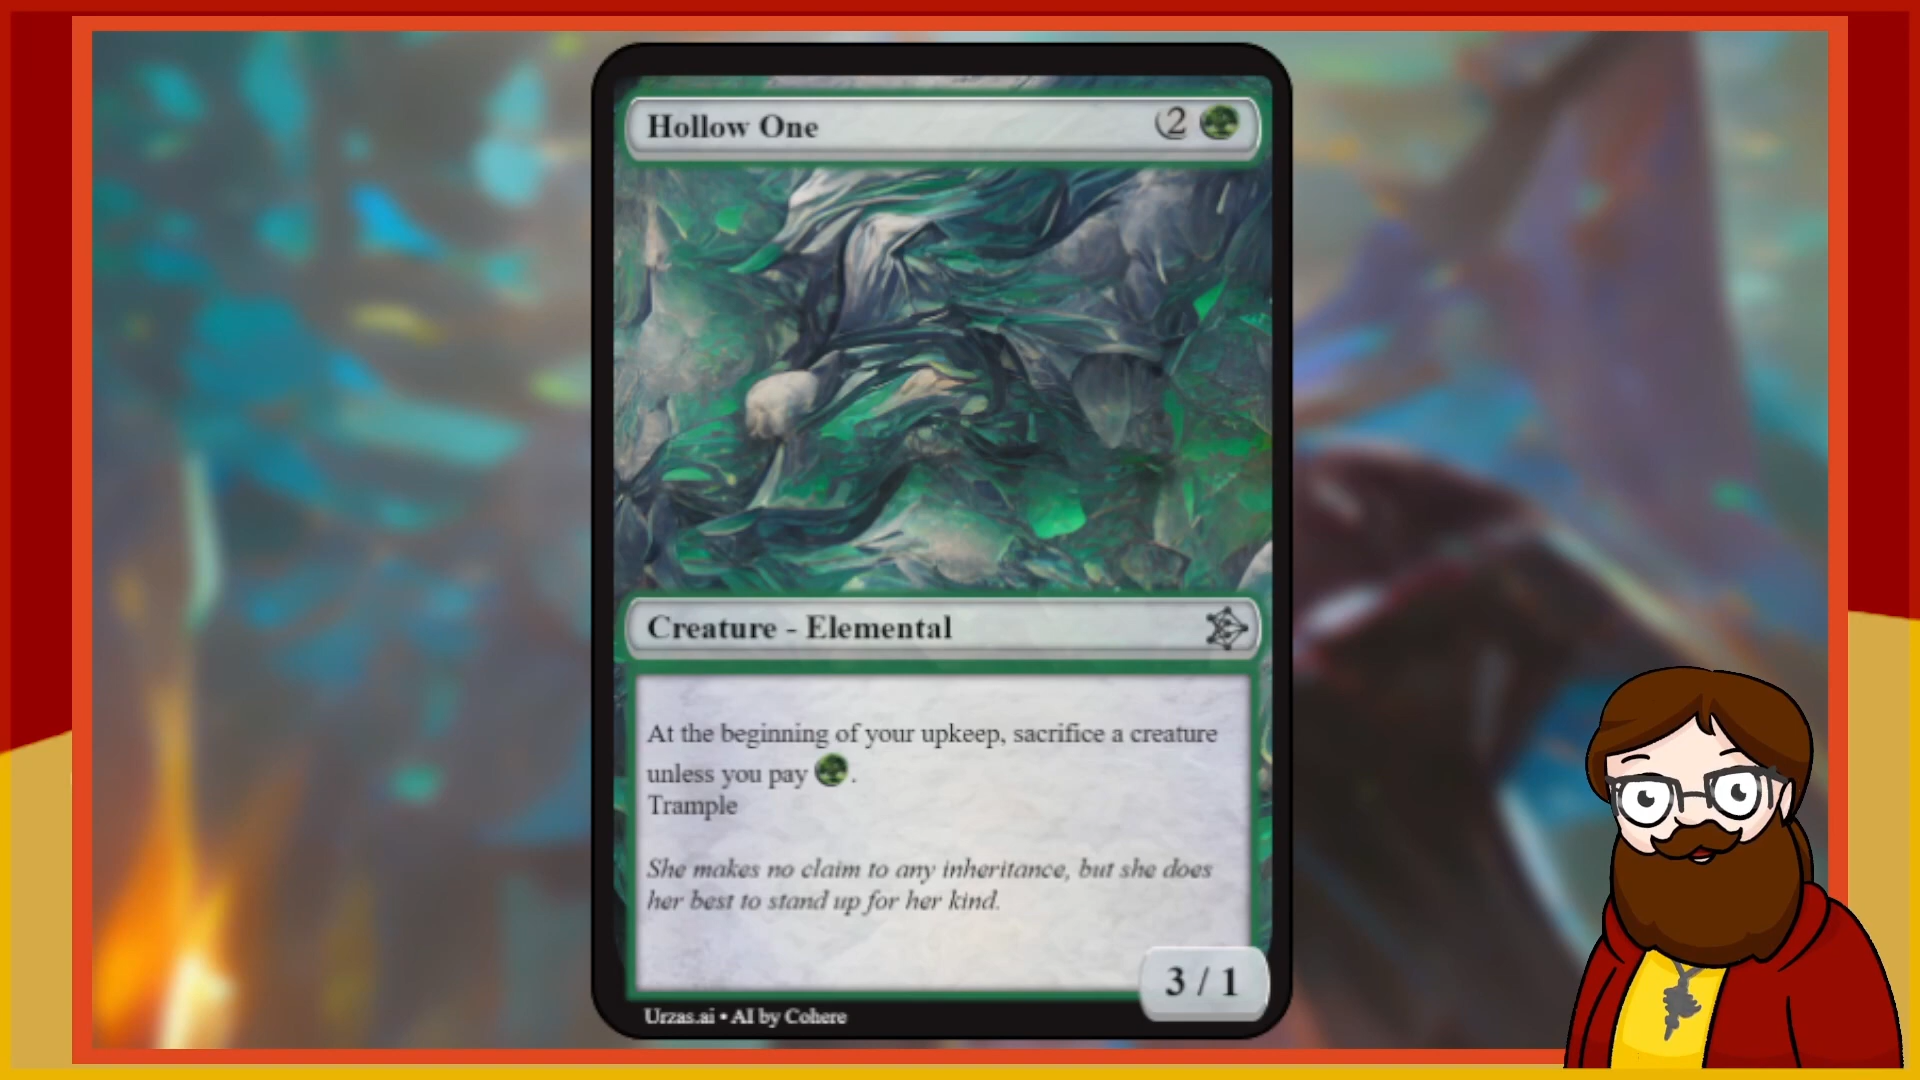 Hollow One
2
Creature - Elemental
At the beginning of your upkeep, sacrifice a creature
unless you pay .
Trample
She makes no claim to any inheritance, but she does
her best to stand up for her kind.
3 / 1
Urzas.ai • AI by Cohere